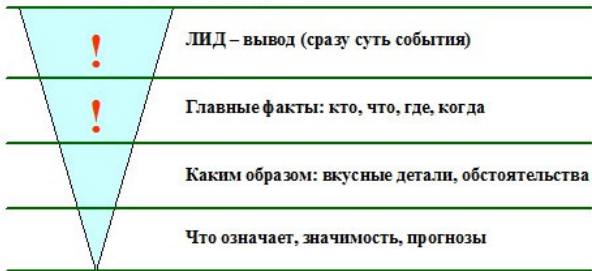 !
ЛИД – вывод (сразу суть события)
!
Главные факты: кто, что, где, когда
Каким образом: вкусные детали, обстоятельства
Что означает, значимость, прогнозы